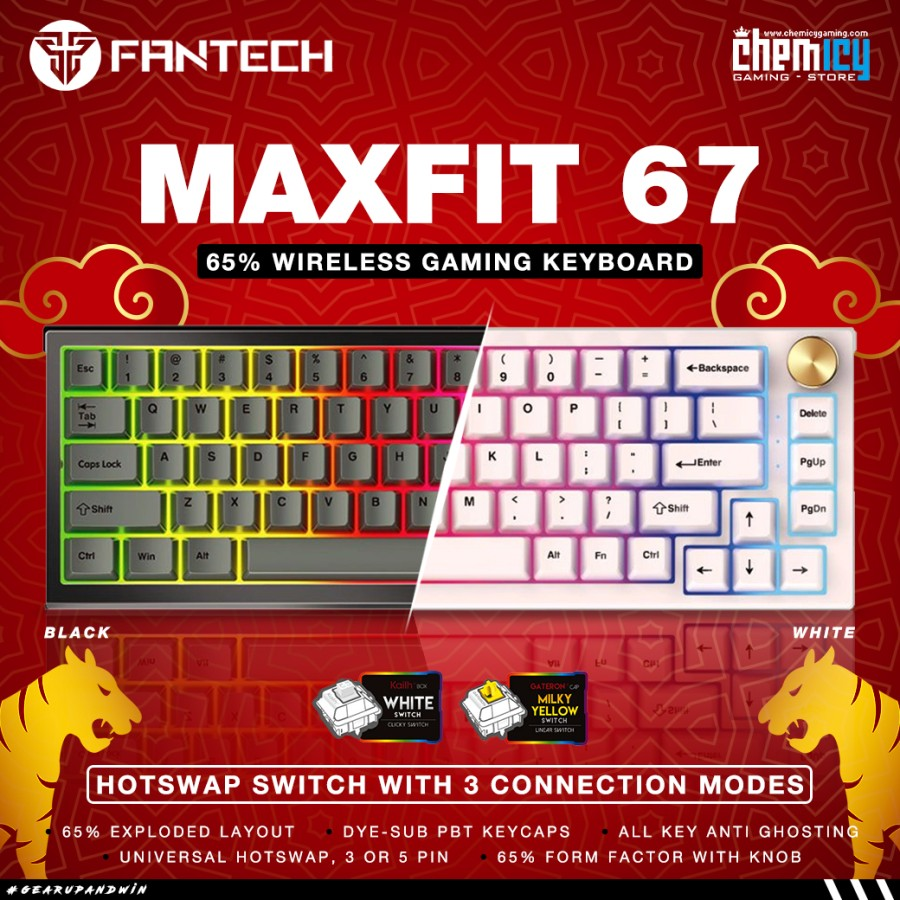 FANTECH
www.chemicygaming.com
chemicy
GAMING - STORE
MAXFIT 67
65% WIRELESS GAMING KEYBOARD
Esc ! 1 @ 2 # 3 $ 4 % 5 ^ 6 & 7 * 8 ( 9 ) 0 _ - + = ←Backspace
Tab Q W E R T Y U I O P { [ } ] | \ Delete
Caps Lock A S D F G H K L : ; " ' Enter PgUp
Shift Z X C V B N M < , > . ? / Shift ↑ PgDn
Ctrl Win Alt Alt Fn Ctrl ← ↓ →
BLACK
WHITE
Kailh BOX
WHITE
SWITCH
CLICKY SWITCH
GATERON CAP
MILKY
YELLOW
SWITCH
LINEAR SWITCH
HOTSWAP SWITCH WITH 3 CONNECTION MODES
• 65% EXPLODED LAYOUT • DYE-SUB PBT KEYCAPS • ALL KEY ANTI GHOSTING
• UNIVERSAL HOTSWAP, 3 OR 5 PIN • 65% FORM FACTOR WITH KNOB
#GEARUPANDWIN